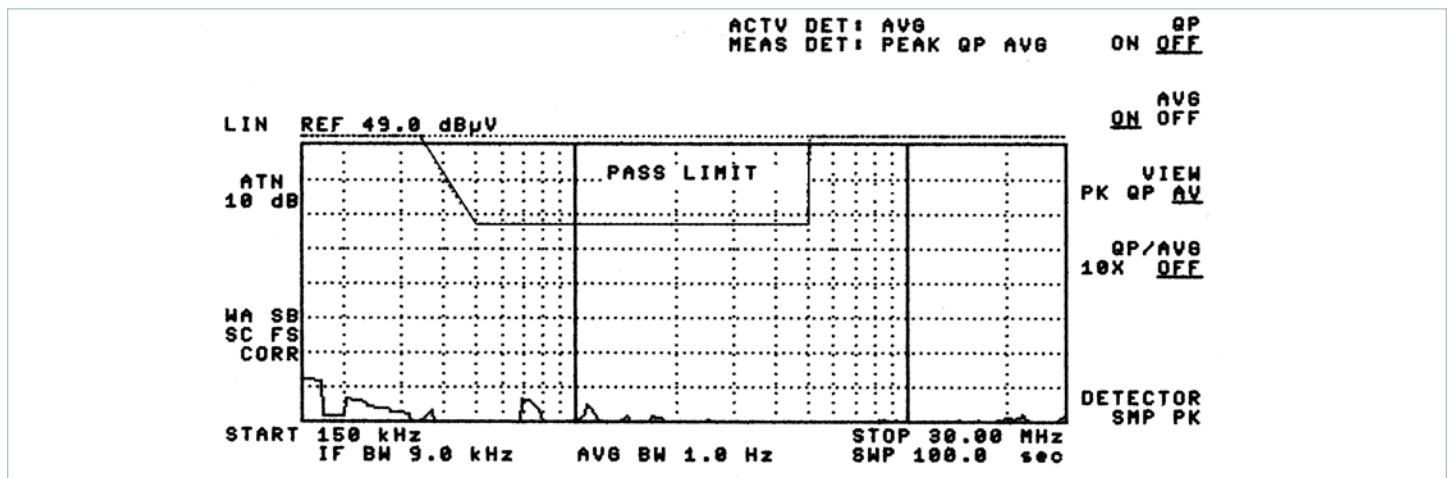 ACTV DET: AVG
MEAS DET: PEAK QP AVG
QP
ON OFF
AVG
ON OFF
LIN REF 49.0 dBµV
PASS LIMIT
ATN
10 dB
VIEW
PK QP AV
QP/AVG
10X OFF
WA SB
SC FS
CORR
DETECTOR
SMP PK
START 150 kHz STOP 30.00 MHz
IF BW 9.0 kHz AVG BW 1.0 Hz SWP 100.0 sec